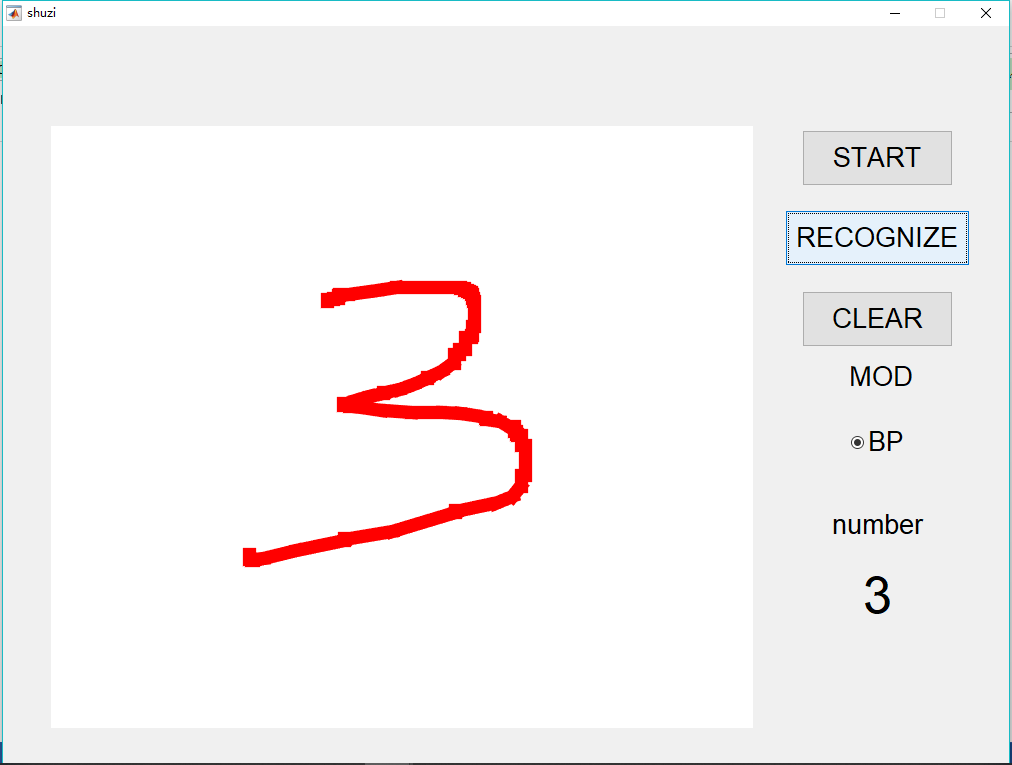 shuzi
3
START
RECOGNIZE
CLEAR
MOD
BP
number
3